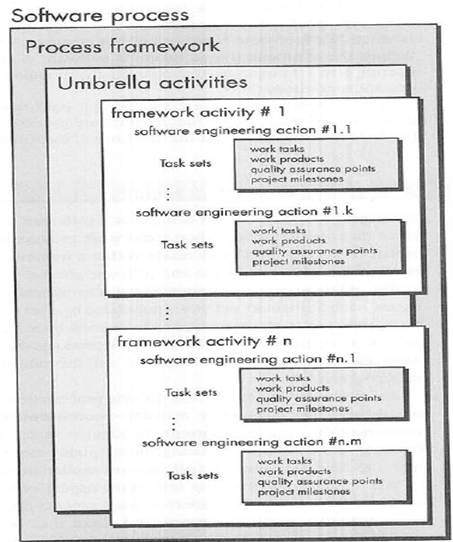 Software process
Process framework
Umbrella activities
framework activity # 1
software engineering action #1.1
Task sets
work tasks
work products
quality assurance points
project milestones
software engineering action #1.k
Task sets
work tasks
work products
quality assurance points
project milestones
framework activity # n
software engineering action #n.1
Task sets
work tasks
work products
quality assurance points
project milestones
software engineering action #n.m
Task sets
work tasks
work products
quality assurance points
project milestones